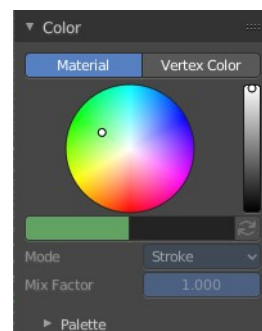 Color
Material Vertex Color
Mode Stroke
Mix Factor 1.000
Palette